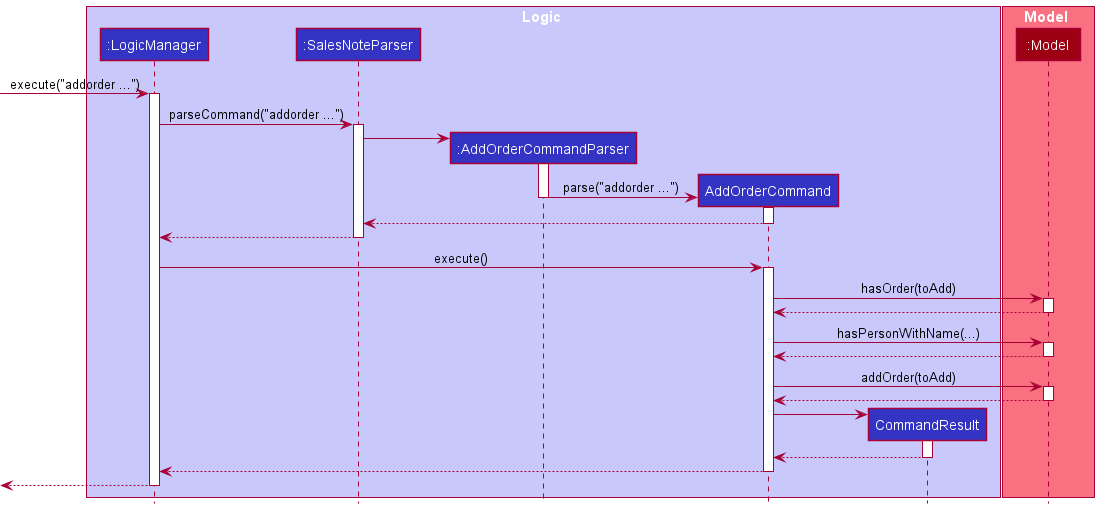 Logic
Model
:LogicManager
:SalesNoteParser
:Model
execute("addorder ...")
parseCommand("addorder ...")
:AddOrderCommandParser
parse("addorder ...")
AddOrderCommand
execute()
hasOrder(toAdd)
hasPersonWithName(...)
addOrder(toAdd)
CommandResult